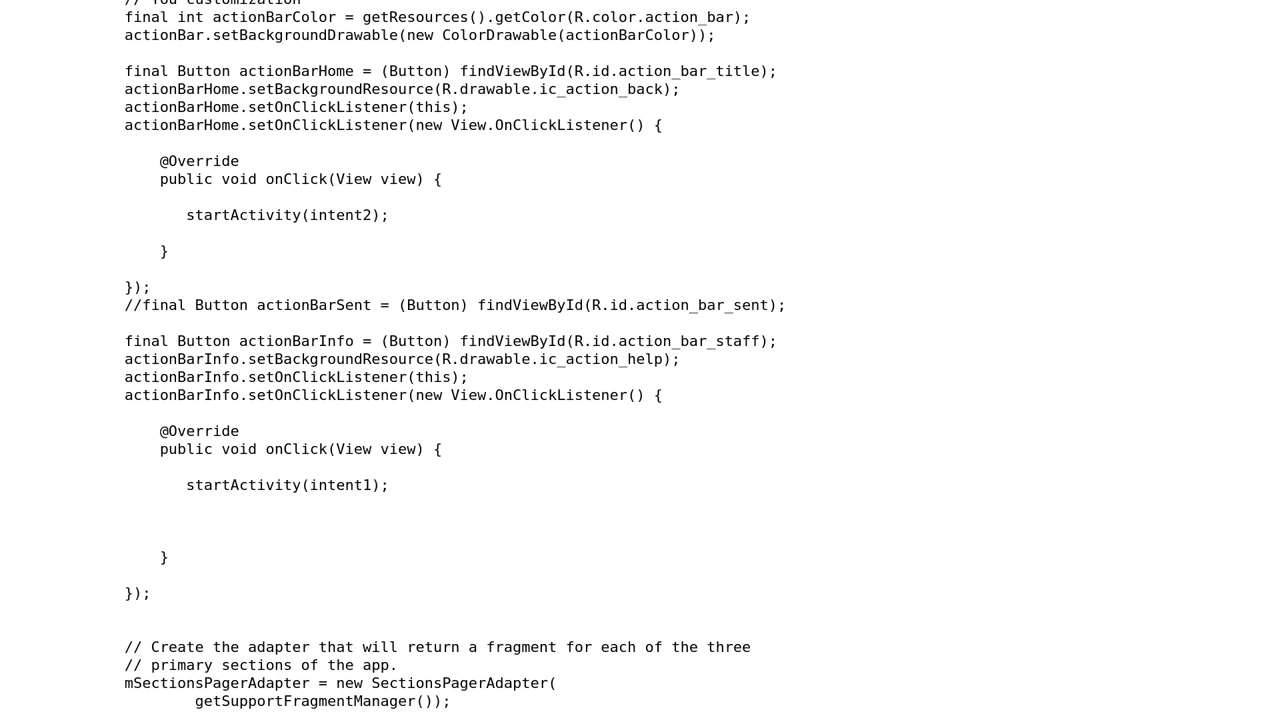 // You customization
final int actionBarColor = getResources().getColor(R.color.action_bar);
actionBar.setBackgroundDrawable(new ColorDrawable(actionBarColor));
final Button actionBarHome = (Button) findViewById(R.id.action_bar_title);
actionBarHome.setBackgroundResource(R.drawable.ic_action_back);
actionBarHome.setOnClickListener(this);
actionBarHome.setOnClickListener(new View.OnClickListener() {
@Override
public void onClick(View view) {
startActivity(intent2);
}
});
//final Button actionBarSent = (Button) findViewById(R.id.action_bar_sent);
final Button actionBarInfo = (Button) findViewById(R.id.action_bar_staff);
actionBarInfo.setBackgroundResource(R.drawable.ic_action_help);
actionBarInfo.setOnClickListener(this);
actionBarInfo.setOnClickListener(new View.OnClickListener() {
@Override
public void onClick(View view) {
startActivity(intent1);
}
});
// Create the adapter that will return a fragment for each of the three
// primary sections of the app.
mSectionsPagerAdapter = new SectionsPagerAdapter(
getSupportFragmentManager());